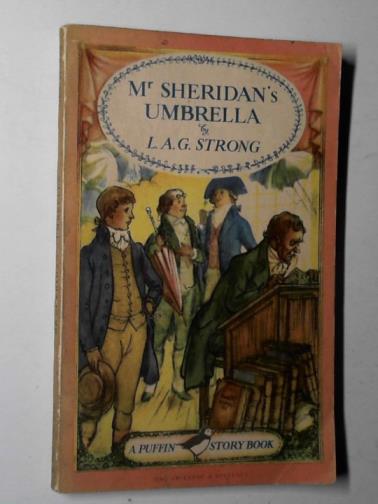 Mr SHERIDAN's
UMBRELLA
by
L.A.G. STRONG
A PUFFIN STORY BOOK